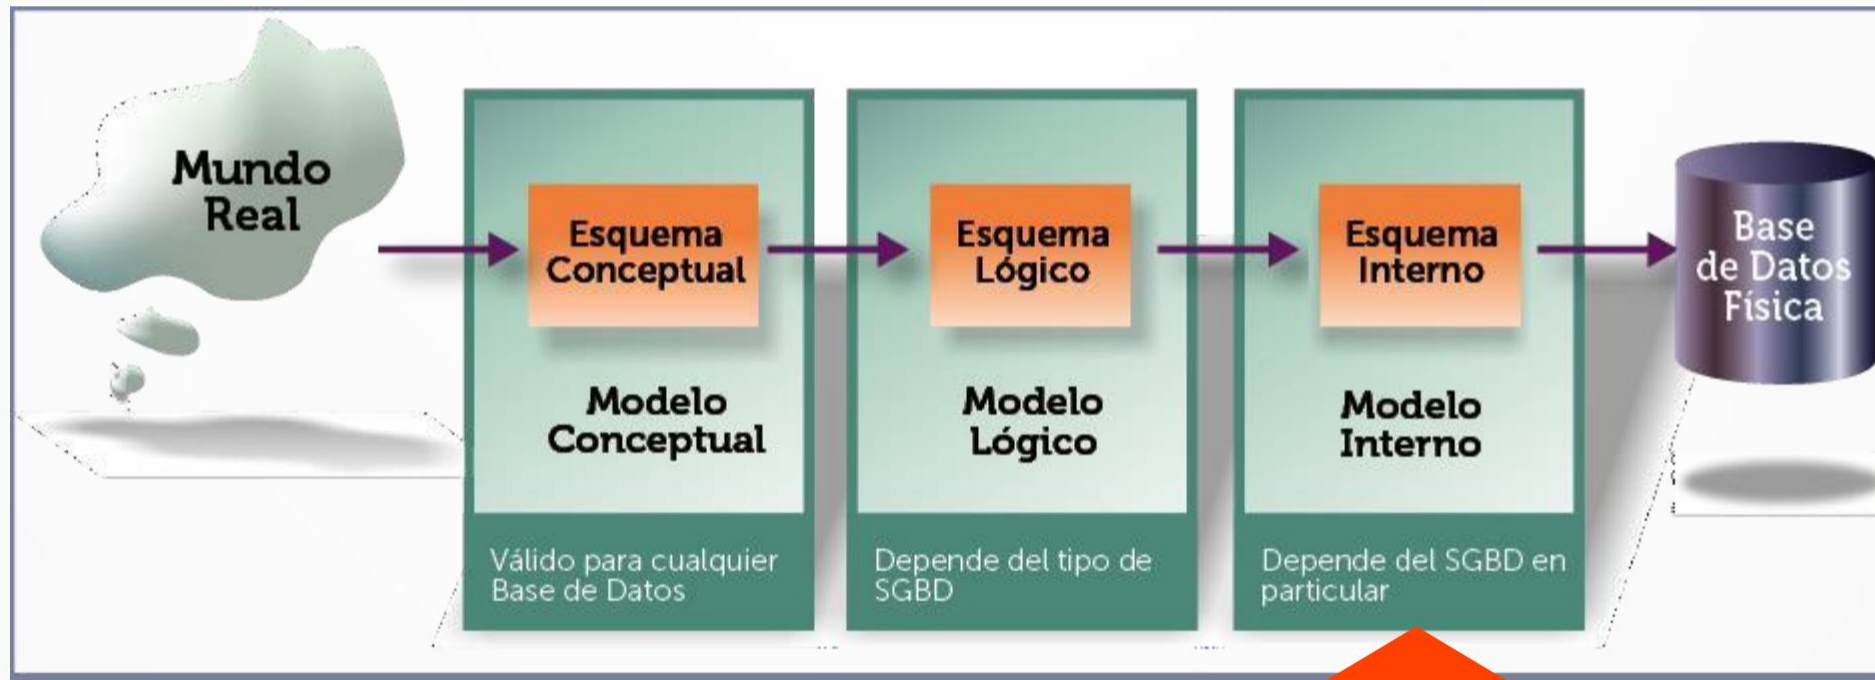 Mundo
Real
Esquema
Conceptual
Modelo
Conceptual
Válido para cualquier
Base de Datos
Esquema
Lógico
Modelo
Lógico
Depende del tipo de
SGBD
Esquema
Interno
Modelo
Interno
Depende del SGBD en
particular
Base
de Datos
Física